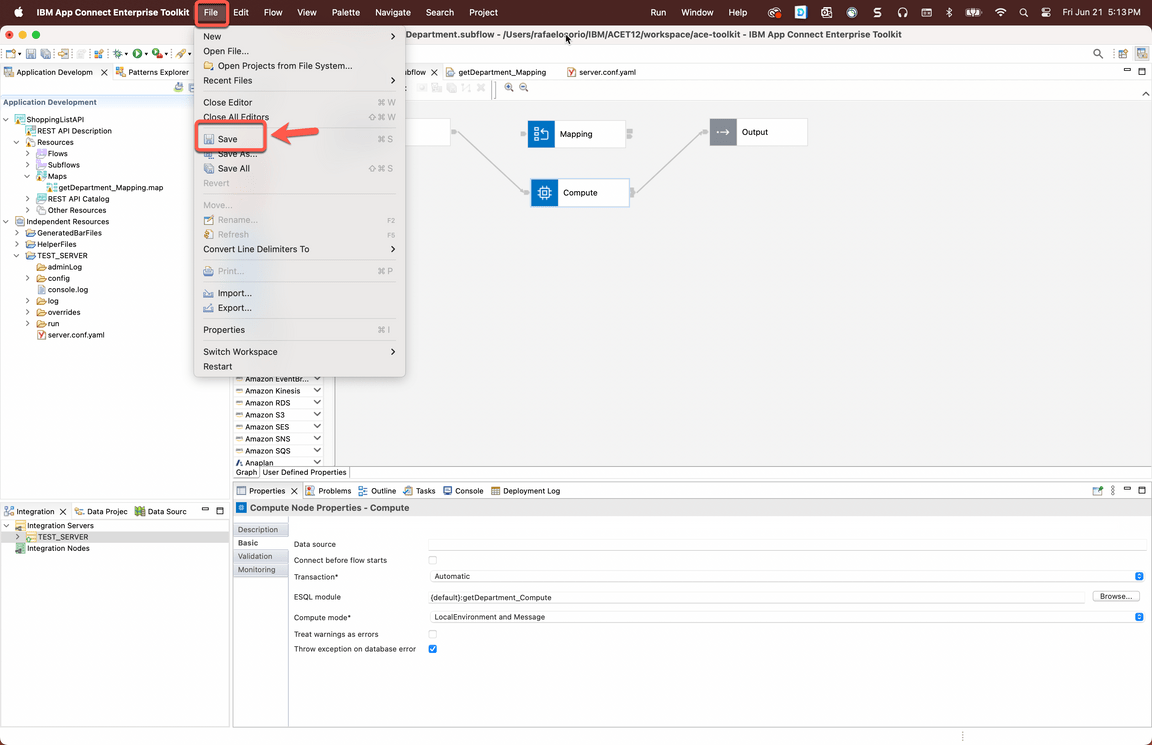 IBM App Connect Enterprise Toolkit File Edit Flow View Palette Navigate Search Project Run Window Help Fri Jun 21 5:13 PM
Department.subflow - /Users/rafaelosorio/IBM/ACET12/workspace/ace-toolkit - IBM App Connect Enterprise Toolkit
Application Developm
Patterns Explorer
Application Development
ShoppingListAPI
REST API Description
Resources
Flows
Subflows
Maps
getDepartment_Mapping.map
REST API Catalog
Other Resources
Independent Resources
GeneratedBarFiles
HelperFiles
TEST_SERVER
adminLog
config
console.log
log
overrides
run
server.conf.yaml
New
Open File...
Open Projects from File System...
Recent Files
Close Editor ⌘ W
Close All Editors ⇧ ⌘ W
Save ⌘ S
Save As...
Save All ⇧ ⌘ S
Revert
Move...
Rename... F2
Refresh F5
Convert Line Delimiters To
Print... ⌘ P
Import...
Export...
Properties ⌘ I
Switch Workspace
Restart
bflow
getDepartment_Mapping
server.conf.yaml
Mapping
Output
Compute
Amazon EventBr...
Amazon Kinesis
Amazon RDS
Amazon S3
Amazon SES
Amazon SNS
Amazon SQS
Anaplan
Graph User Defined Properties
Integration Data Projec Data Sourc
Integration Servers
TEST_SERVER
Integration Nodes
Properties Problems Outline Tasks Console Deployment Log
Compute Node Properties - Compute
Description
Basic
Validation
Monitoring
Data source
Connect before flow starts
Transaction* Automatic
ESQL module {default}:getDepartment_Compute Browse...
Compute mode* LocalEnvironment and Message
Treat warnings as errors
Throw exception on database error